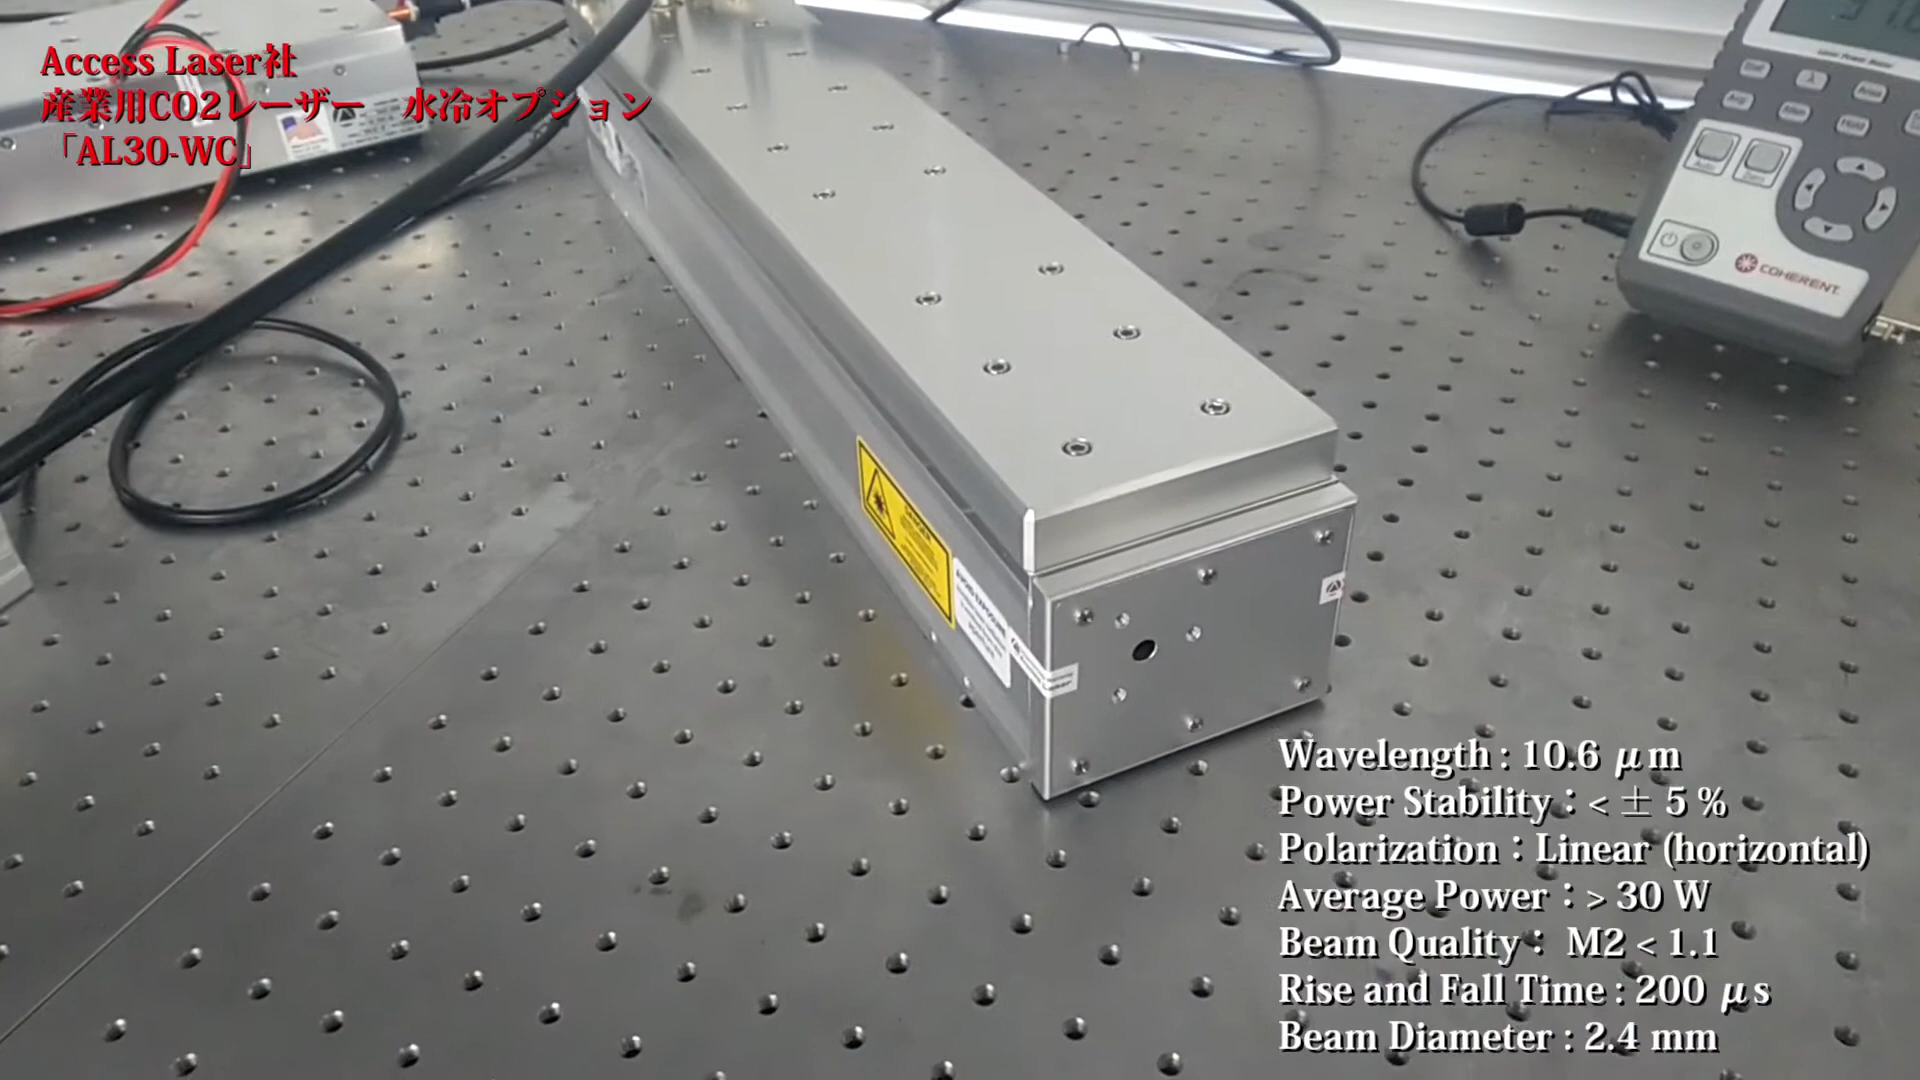 Access Laser社
産業用CO2レーザー　水冷オプション
「AL30-WC」
COHERENT
Wavelength : 10.6 μm
Power Stability：< ± 5 %
Polarization：Linear (horizontal)
Average Power：> 30 W
Beam Quality： M2 < 1.1
Rise and Fall Time : 200 μs
Beam Diameter : 2.4 mm